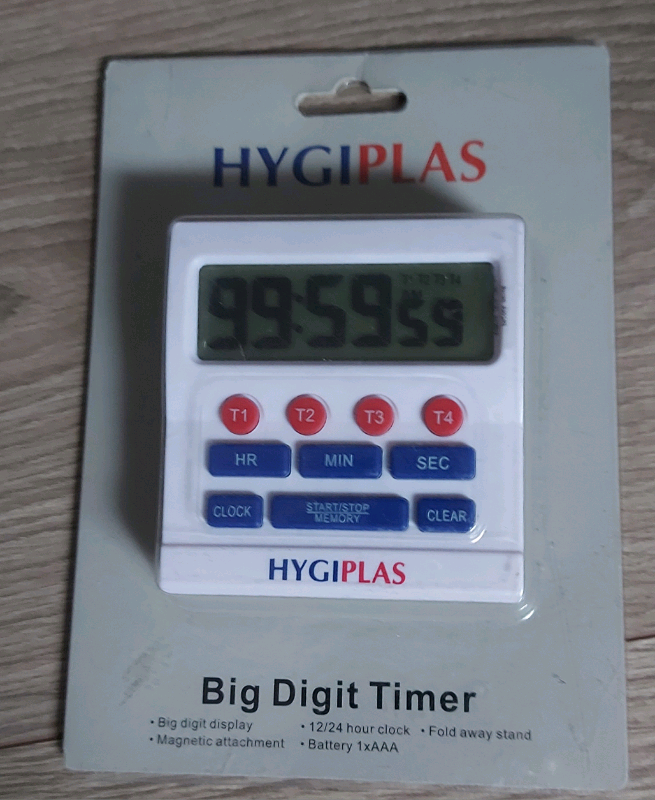 HYGIPLAS
99:59 59
T1 T2 T3 T4
HR MIN SEC
CLOCK START/STOP MEMORY CLEAR
HYGIPLAS
Big Digit Timer
• Big digit display • 12/24 hour clock • Fold away stand
• Magnetic attachment • Battery 1xAAA